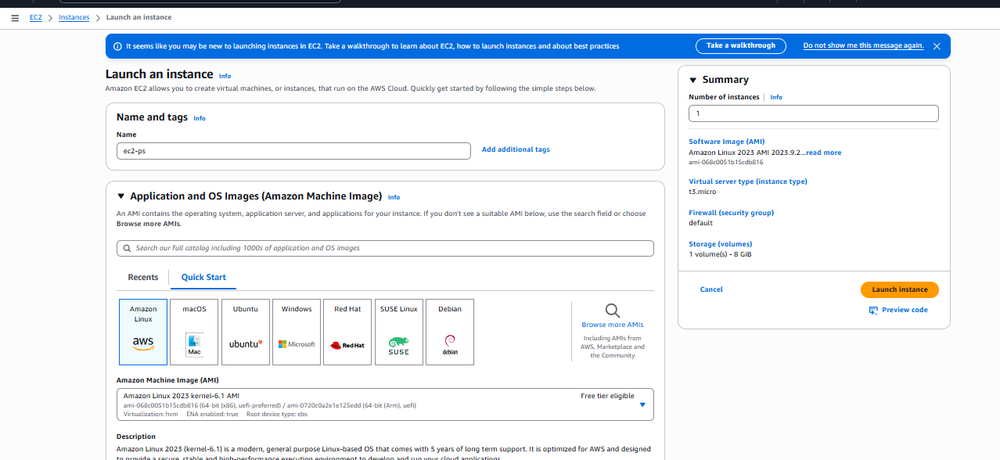 EC2 > Instances > Launch an instance
It seems like you may be new to launching instances in EC2. Take a walkthrough to learn about EC2, how to launch instances and about best practices
Take a walkthrough
Do not show me this message again.
Launch an instance Info
Amazon EC2 allows you to create virtual machines, or instances, that run on the AWS Cloud. Quickly get started by following the simple steps below.
Name and tags Info
Name
ec2-ps
Add additional tags
Application and OS Images (Amazon Machine Image) Info
An AMI contains the operating system, application server, and applications for your instance. If you don't see a suitable AMI below, use the search field or choose
Browse more AMIs.
Search our full catalog including 1000s of application and OS images
Recents
Quick Start
Amazon
Linux
aws
macOS
Mac
Ubuntu
ubuntu
Windows
Microsoft
Red Hat
Red Hat
SUSE Linux
SUSE
Debian
debian
Browse more AMIs
Including AMIs from
AWS, Marketplace and
the Community
Amazon Machine Image (AMI)
Amazon Linux 2023 kernel-6.1 AMI
Free tier eligible
ami-068c0051b15cdb816 (64-bit (x86), uefi-preferred) / ami-0720c0a2e1e125edd (64-bit (Arm), uefi)
Virtualization: hvm ENA enabled: true Root device type: ebs
Description
Amazon Linux 2023 (kernel-6.1) is a modern, general purpose Linux-based OS that comes with 5 years of long term support. It is optimized for AWS and designed
to provide a secure, stable and high-performance execution environment to develop and run your cloud applications.
Summary
Number of instances Info
1
Software Image (AMI)
Amazon Linux 2023 AMI 2023.9.2...read more
ami-068c0051b15cdb816
Virtual server type (instance type)
t3.micro
Firewall (security group)
default
Storage (volumes)
1 volume(s) - 8 GiB
Cancel
Launch instance
Preview code